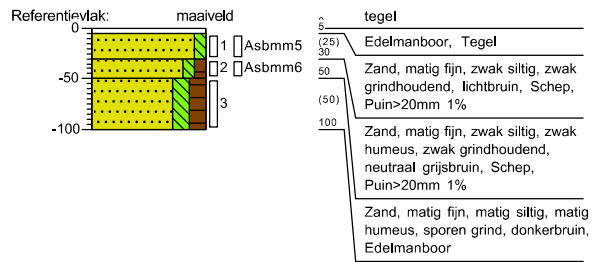 Referentievlak: maaiveld
0
1 Asbmm5
2 Asbmm6
-50
3
-100
tegel
5
Edelmanboor, Tegel
(25)
30
Zand, matig fijn, zwak siltig, zwak
grindhoudend, lichtbruin, Schep,
Puin>20mm 1%
50
(50)
100
Zand, matig fijn, zwak siltig, zwak
humeus, zwak grindhoudend,
neutraal grijsbruin, Schep,
Puin>20mm 1%
Zand, matig fijn, matig siltig, matig
humeus, sporen grind, donkerbruin,
Edelmanboor